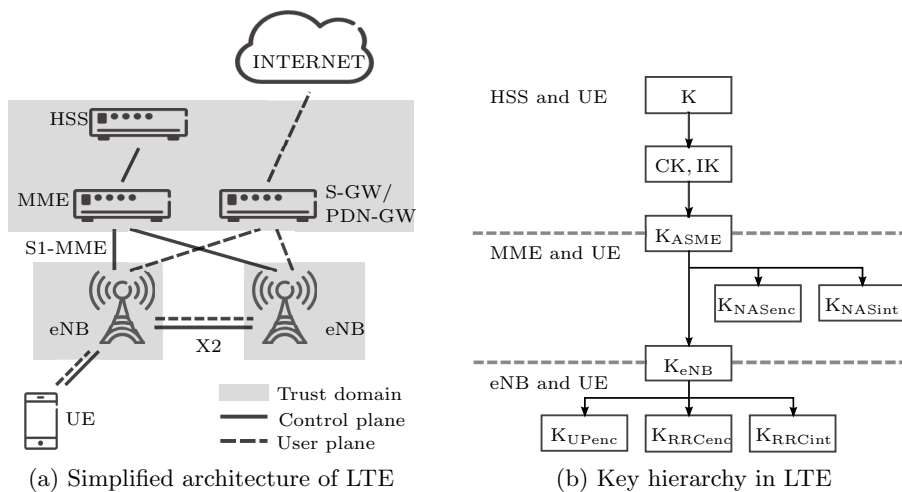 INTERNET
HSS
MME
S-GW/
PDN-GW
S1-MME
eNB
eNB
X2
UE
Trust domain
Control plane
User plane
(a) Simplified architecture of LTE
HSS and UE
K
CK, IK
K_ASME
MME and UE
K_NASenc
K_NASint
K_eNB
eNB and UE
K_UPenc
K_RRCenc
K_RRCint
(b) Key hierarchy in LTE